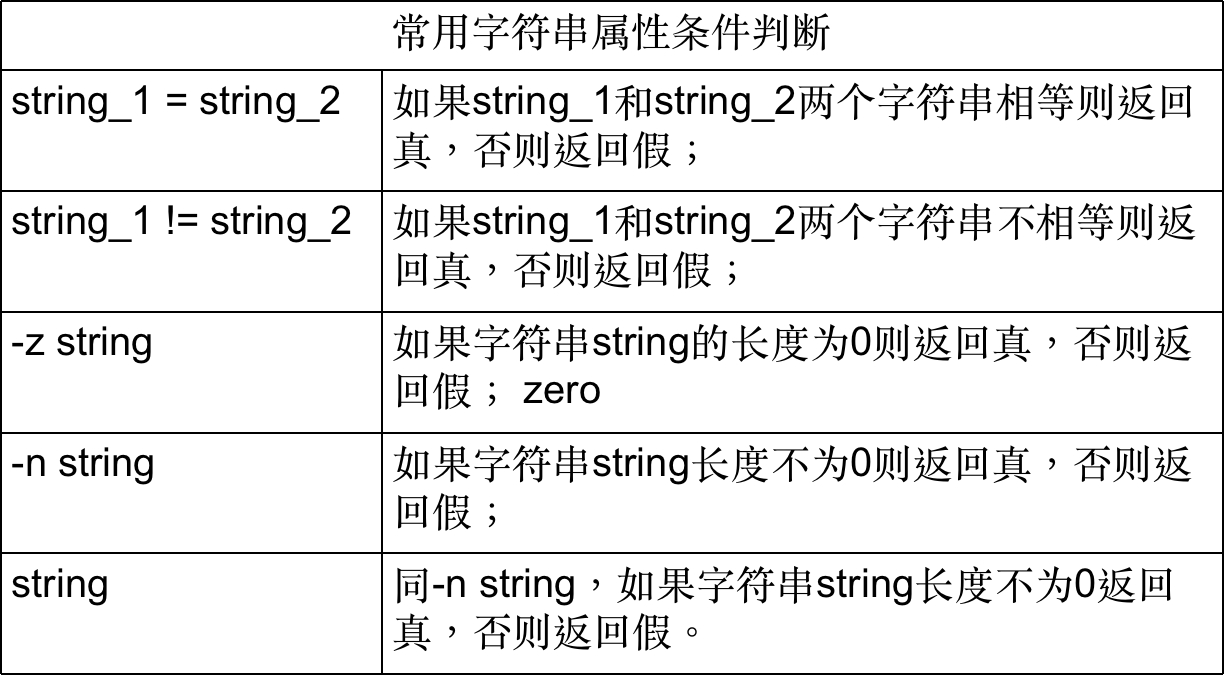 常用字符串属性条件判断
string_1 = string_2
如果string_1和string_2两个字符串相等则返回
真，否则返回假；
string_1 != string_2
如果string_1和string_2两个字符串不相等则返
回真，否则返回假；
-z string
如果字符串string的长度为0则返回真，否则返
回假； zero
-n string
如果字符串string长度不为0则返回真，否则返
回假；
string
同-n string，如果字符串string长度不为0返回
真，否则返回假。